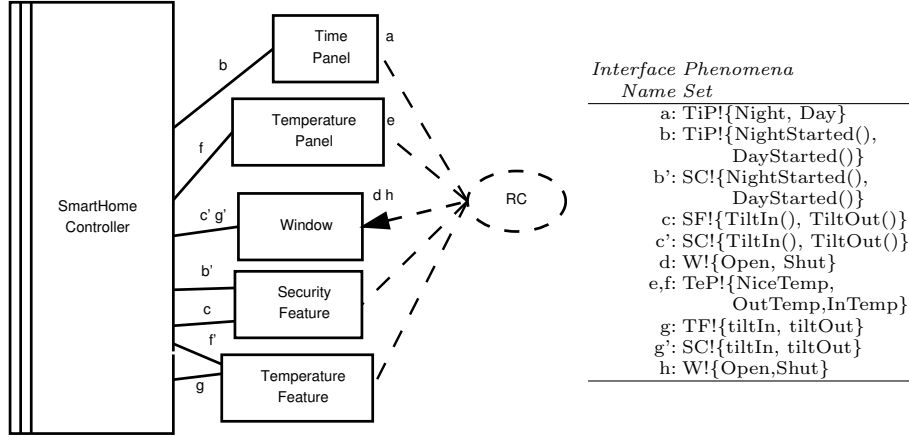 Time
Panel
a
b
Temperature
Panel
e
f
SmartHome
Controller
c' g'
Window
d h
RC
b'
Security
Feature
c
f'
g
Temperature
Feature
Interface Phenomena
Name Set
a: TiP!{Night, Day}
b: TiP!{NightStarted(),
DayStarted()}
b': SC!{NightStarted(),
DayStarted()}
c: SF!{TiltIn(), TiltOut()}
c': SC!{TiltIn(), TiltOut()}
d: W!{Open, Shut}
e,f: TeP!{NiceTemp,
OutTemp,InTemp}
g: TF!{tiltIn, tiltOut}
g': SC!{tiltIn, tiltOut}
h: W!{Open,Shut}